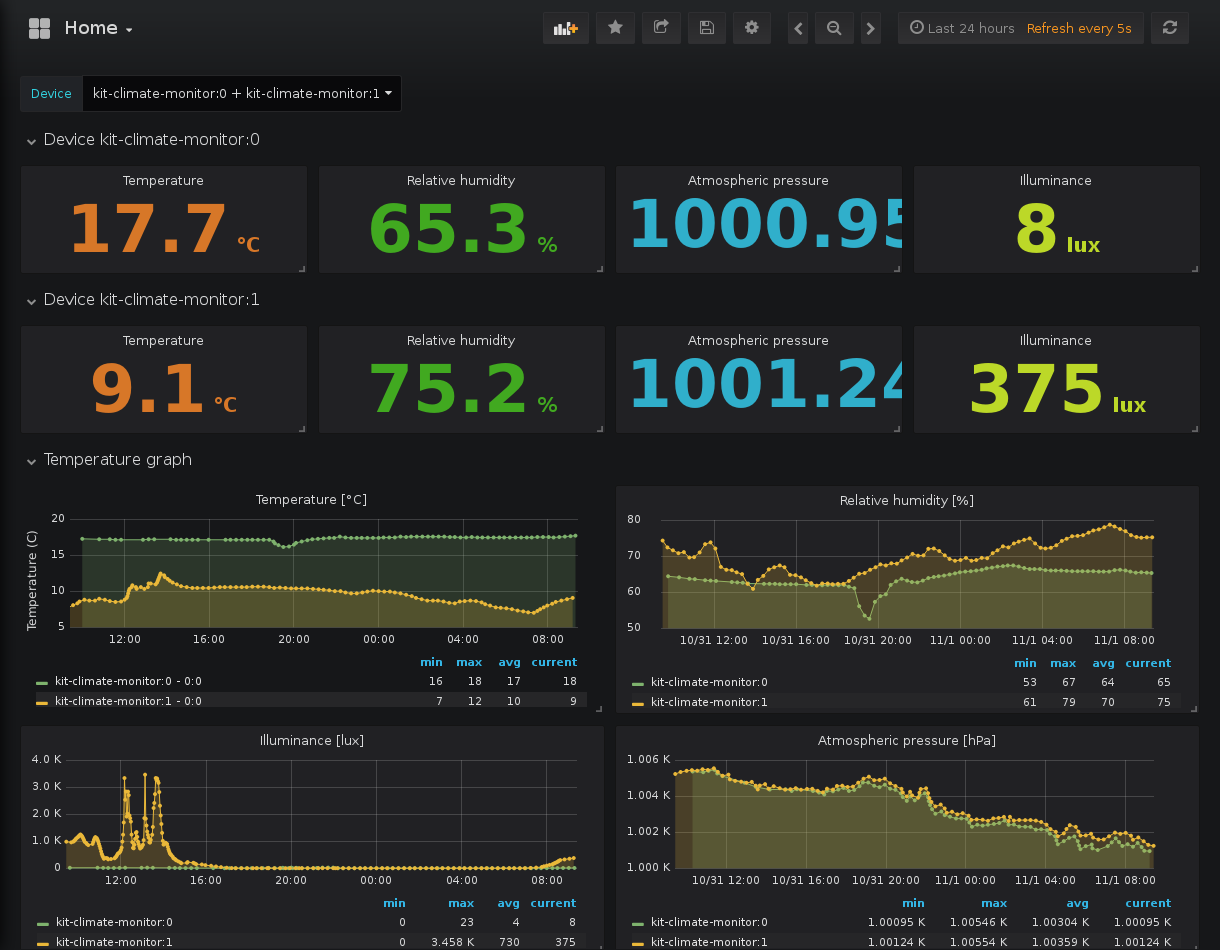 Home
Last 24 hours Refresh every 5s
Device kit-climate-monitor:0 + kit-climate-monitor:1
Device kit-climate-monitor:0
Temperature Relative humidity Atmospheric pressure Illuminance
17.7 °C 65.3 % 1000.95 8 lux
Device kit-climate-monitor:1
Temperature Relative humidity Atmospheric pressure Illuminance
9.1 °C 75.2 % 1001.24 375 lux
Temperature graph
Temperature [°C]
Temperature (C)
20
15
10
5
12:00 16:00 20:00 00:00 04:00 08:00
min max avg current
kit-climate-monitor:0 - 0:0 16 18 17 18
kit-climate-monitor:1 - 0:0 7 12 10 9
Relative humidity [%]
80
70
60
50
10/31 12:00 10/31 16:00 10/31 20:00 11/1 00:00 11/1 04:00 11/1 08:00
min max avg current
kit-climate-monitor:0 53 67 64 65
kit-climate-monitor:1 61 79 70 75
Illuminance [lux]
4.0 K
3.0 K
2.0 K
1.0 K
0
12:00 16:00 20:00 00:00 04:00 08:00
min max avg current
kit-climate-monitor:0 0 23 4 8
kit-climate-monitor:1 0 3.458 K 730 375
Atmospheric pressure [hPa]
1.006 K
1.004 K
1.002 K
1.000 K
10/31 12:00 10/31 16:00 10/31 20:00 11/1 00:00 11/1 04:00 11/1 08:00
min max avg current
kit-climate-monitor:0 1.00095 K 1.00546 K 1.00304 K 1.00095 K
kit-climate-monitor:1 1.00124 K 1.00554 K 1.00359 K 1.00124 K